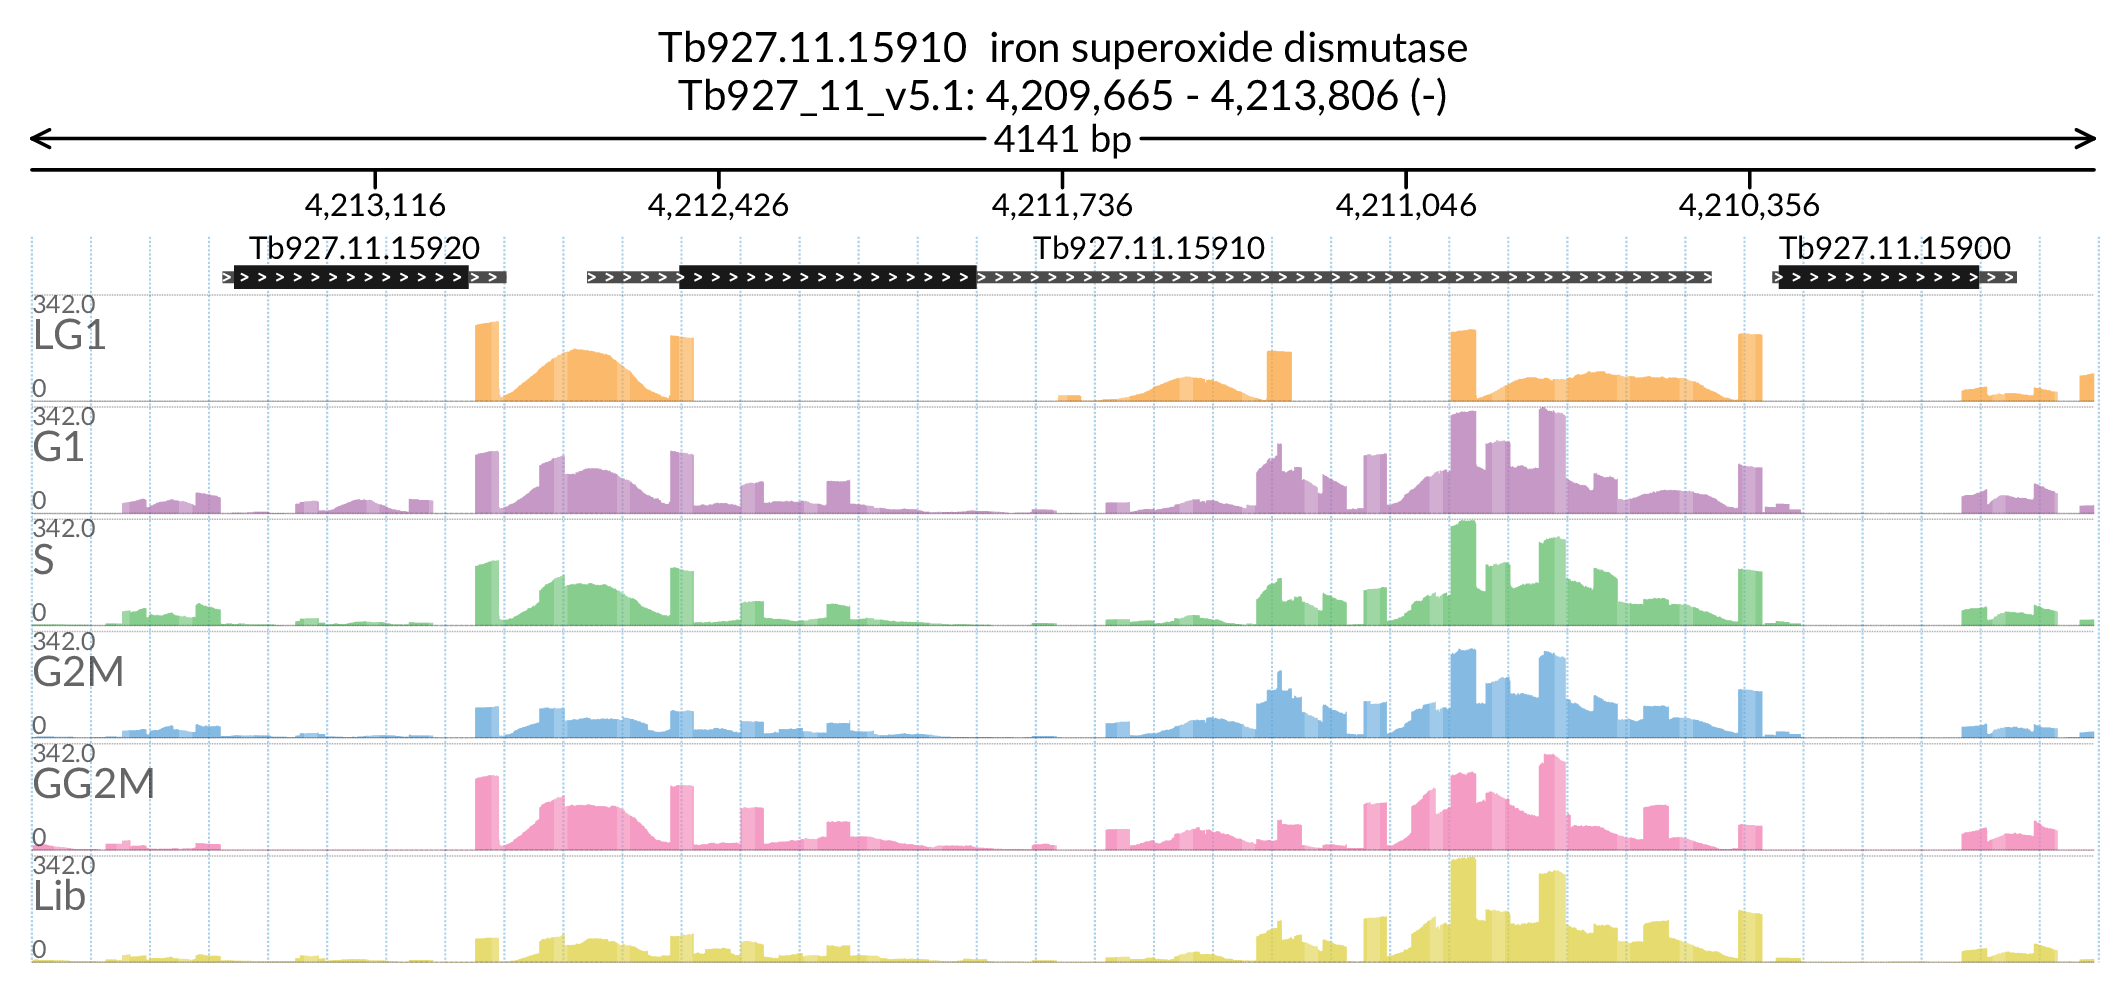 Tb927.11.15910  iron superoxide dismutase
Tb927_11_v5.1: 4,209,665 - 4,213,806 (-)
4141 bp
4,213,116 4,212,426 4,211,736 4,211,046 4,210,356
Tb927.11.15920 Tb927.11.15910 Tb927.11.15900
342.0
LG1
0
342.0
G1
0
342.0
S
0
342.0
G2M
0
342.0
GG2M
0
342.0
Lib
0